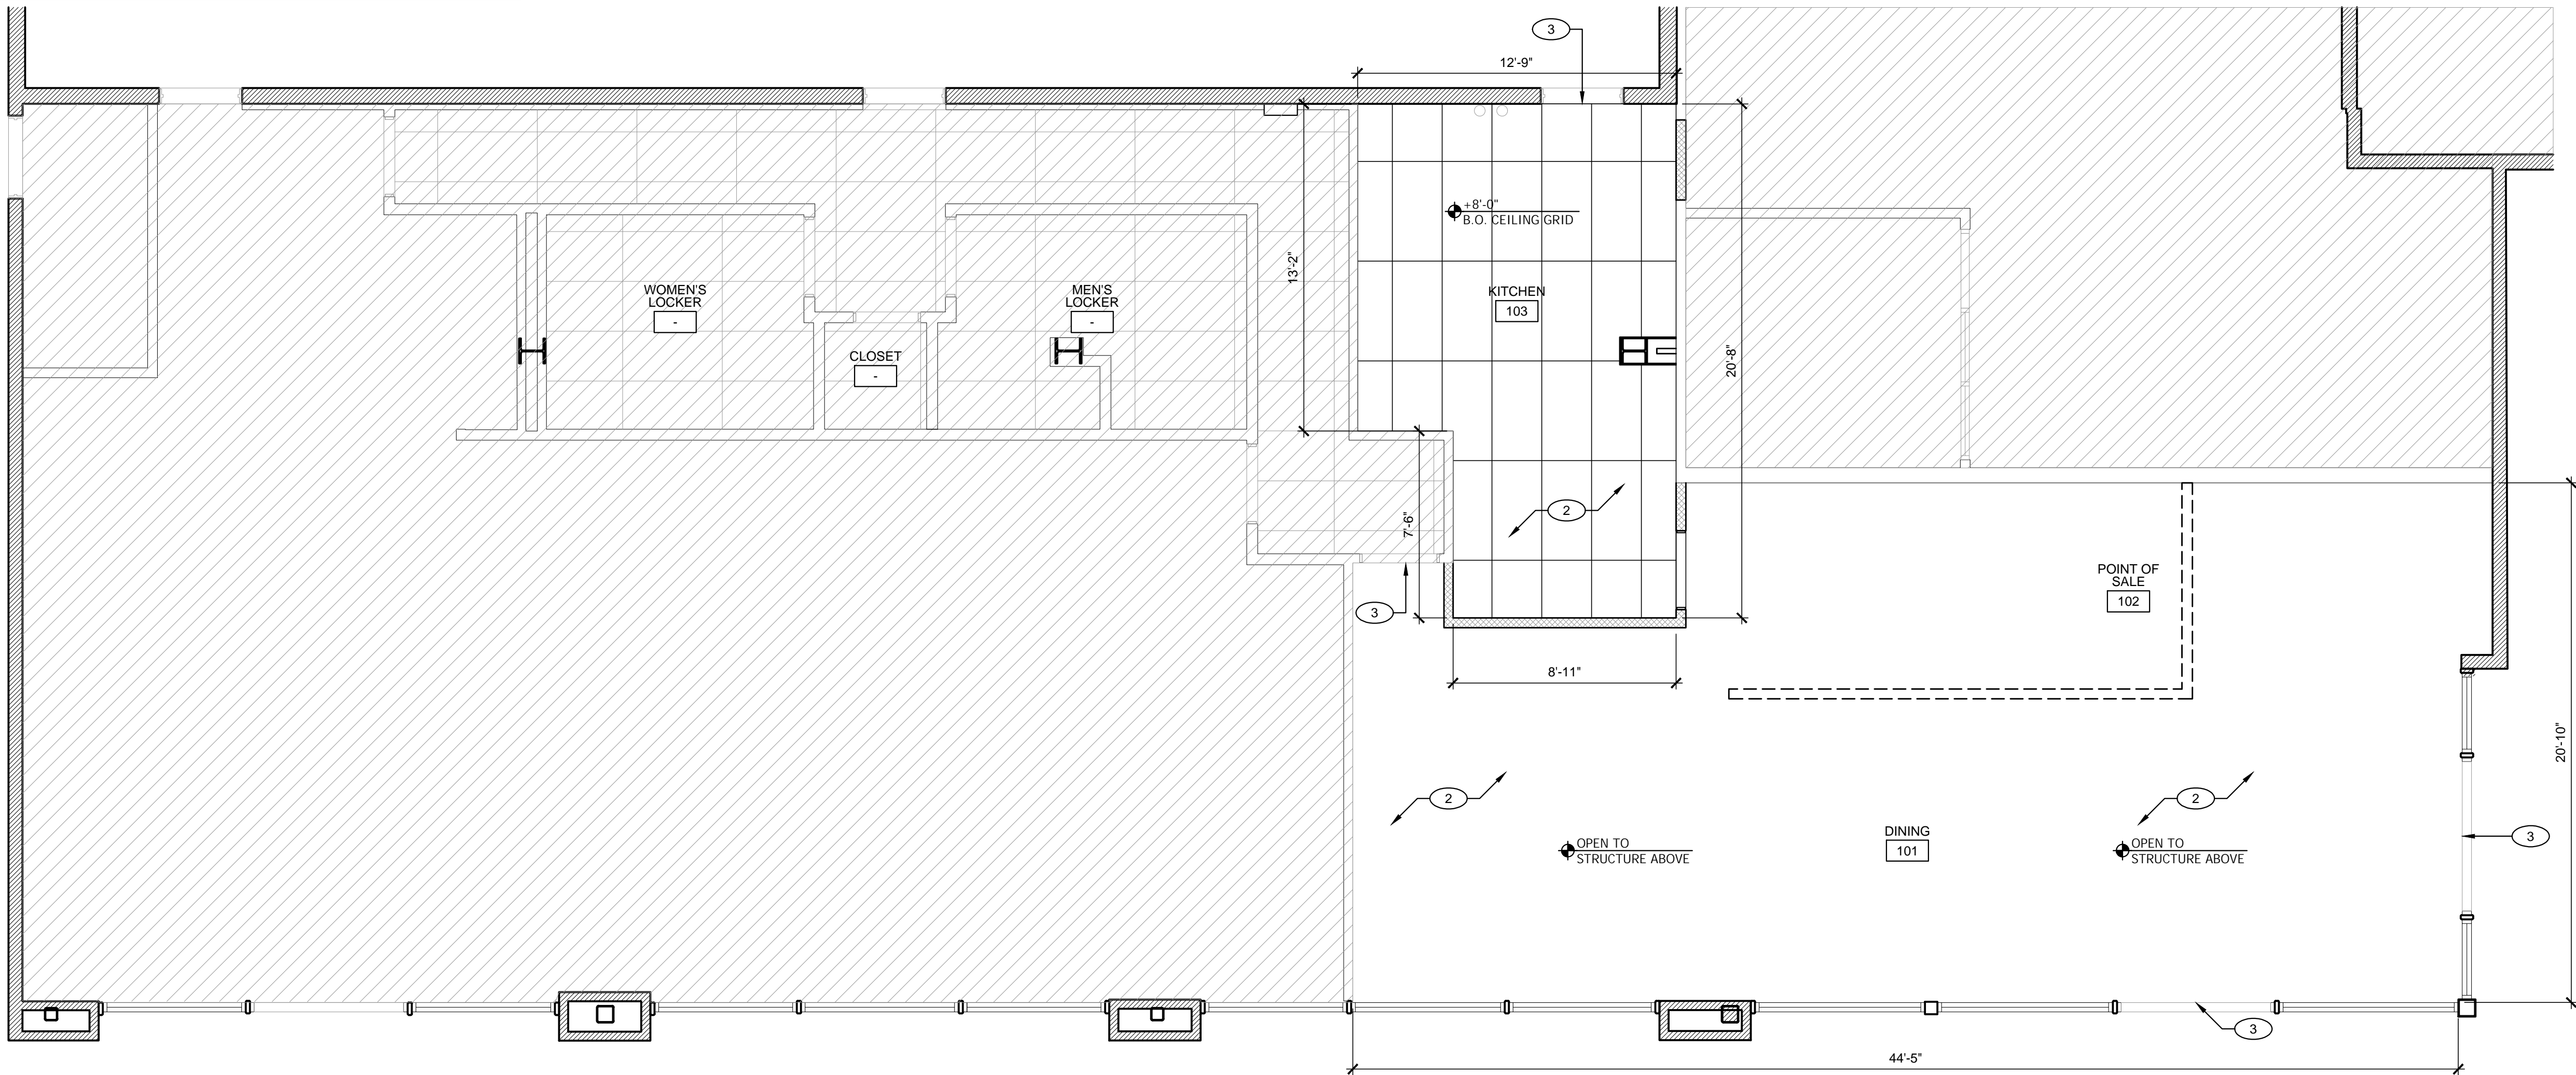 3
12'-9"
+8'-0"
B.O. CEILING GRID
13'-2"
WOMEN'S
LOCKER
-
MEN'S
LOCKER
-
KITCHEN
103
CLOSET
-
20'-8"
2
7'-6"
POINT OF
SALE
102
3
8'-11"
20'-10"
2
2
DINING
101
OPEN TO
STRUCTURE ABOVE
OPEN TO
STRUCTURE ABOVE
3
3
44'-5"